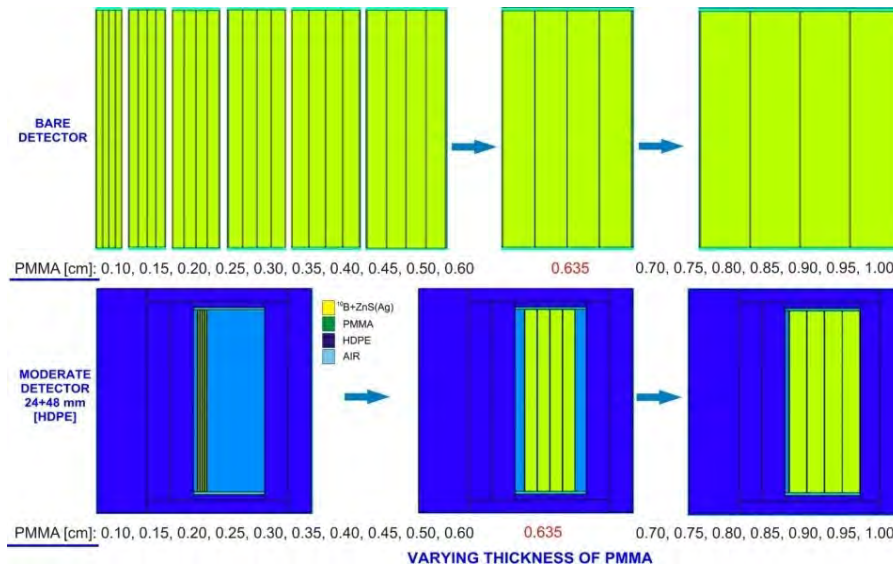 BARE
DETECTOR
PMMA [cm]: 0.10, 0.15, 0.20, 0.25, 0.30, 0.35, 0.40, 0.45, 0.50, 0.60 0.635 0.70, 0.75, 0.80, 0.85, 0.90, 0.95, 1.00
¹⁰B+ZnS(Ag)
PMMA
HDPE
AIR
MODERATE
DETECTOR
24+48 mm
[HDPE]
PMMA [cm]: 0.10, 0.15, 0.20, 0.25, 0.30, 0.35, 0.40, 0.45, 0.50, 0.60 0.635 0.70, 0.75, 0.80, 0.85, 0.90, 0.95, 1.00
VARYING THICKNESS OF PMMA